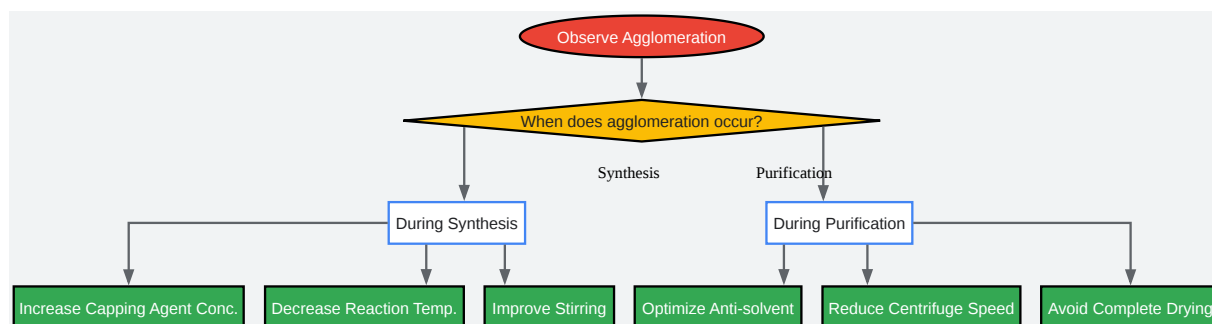 Observe Agglomeration
When does agglomeration occur?
Synthesis
Purification
During Synthesis
During Purification
Increase Capping Agent Conc.
Decrease Reaction Temp.
Improve Stirring
Optimize Anti-solvent
Reduce Centrifuge Speed
Avoid Complete Drying